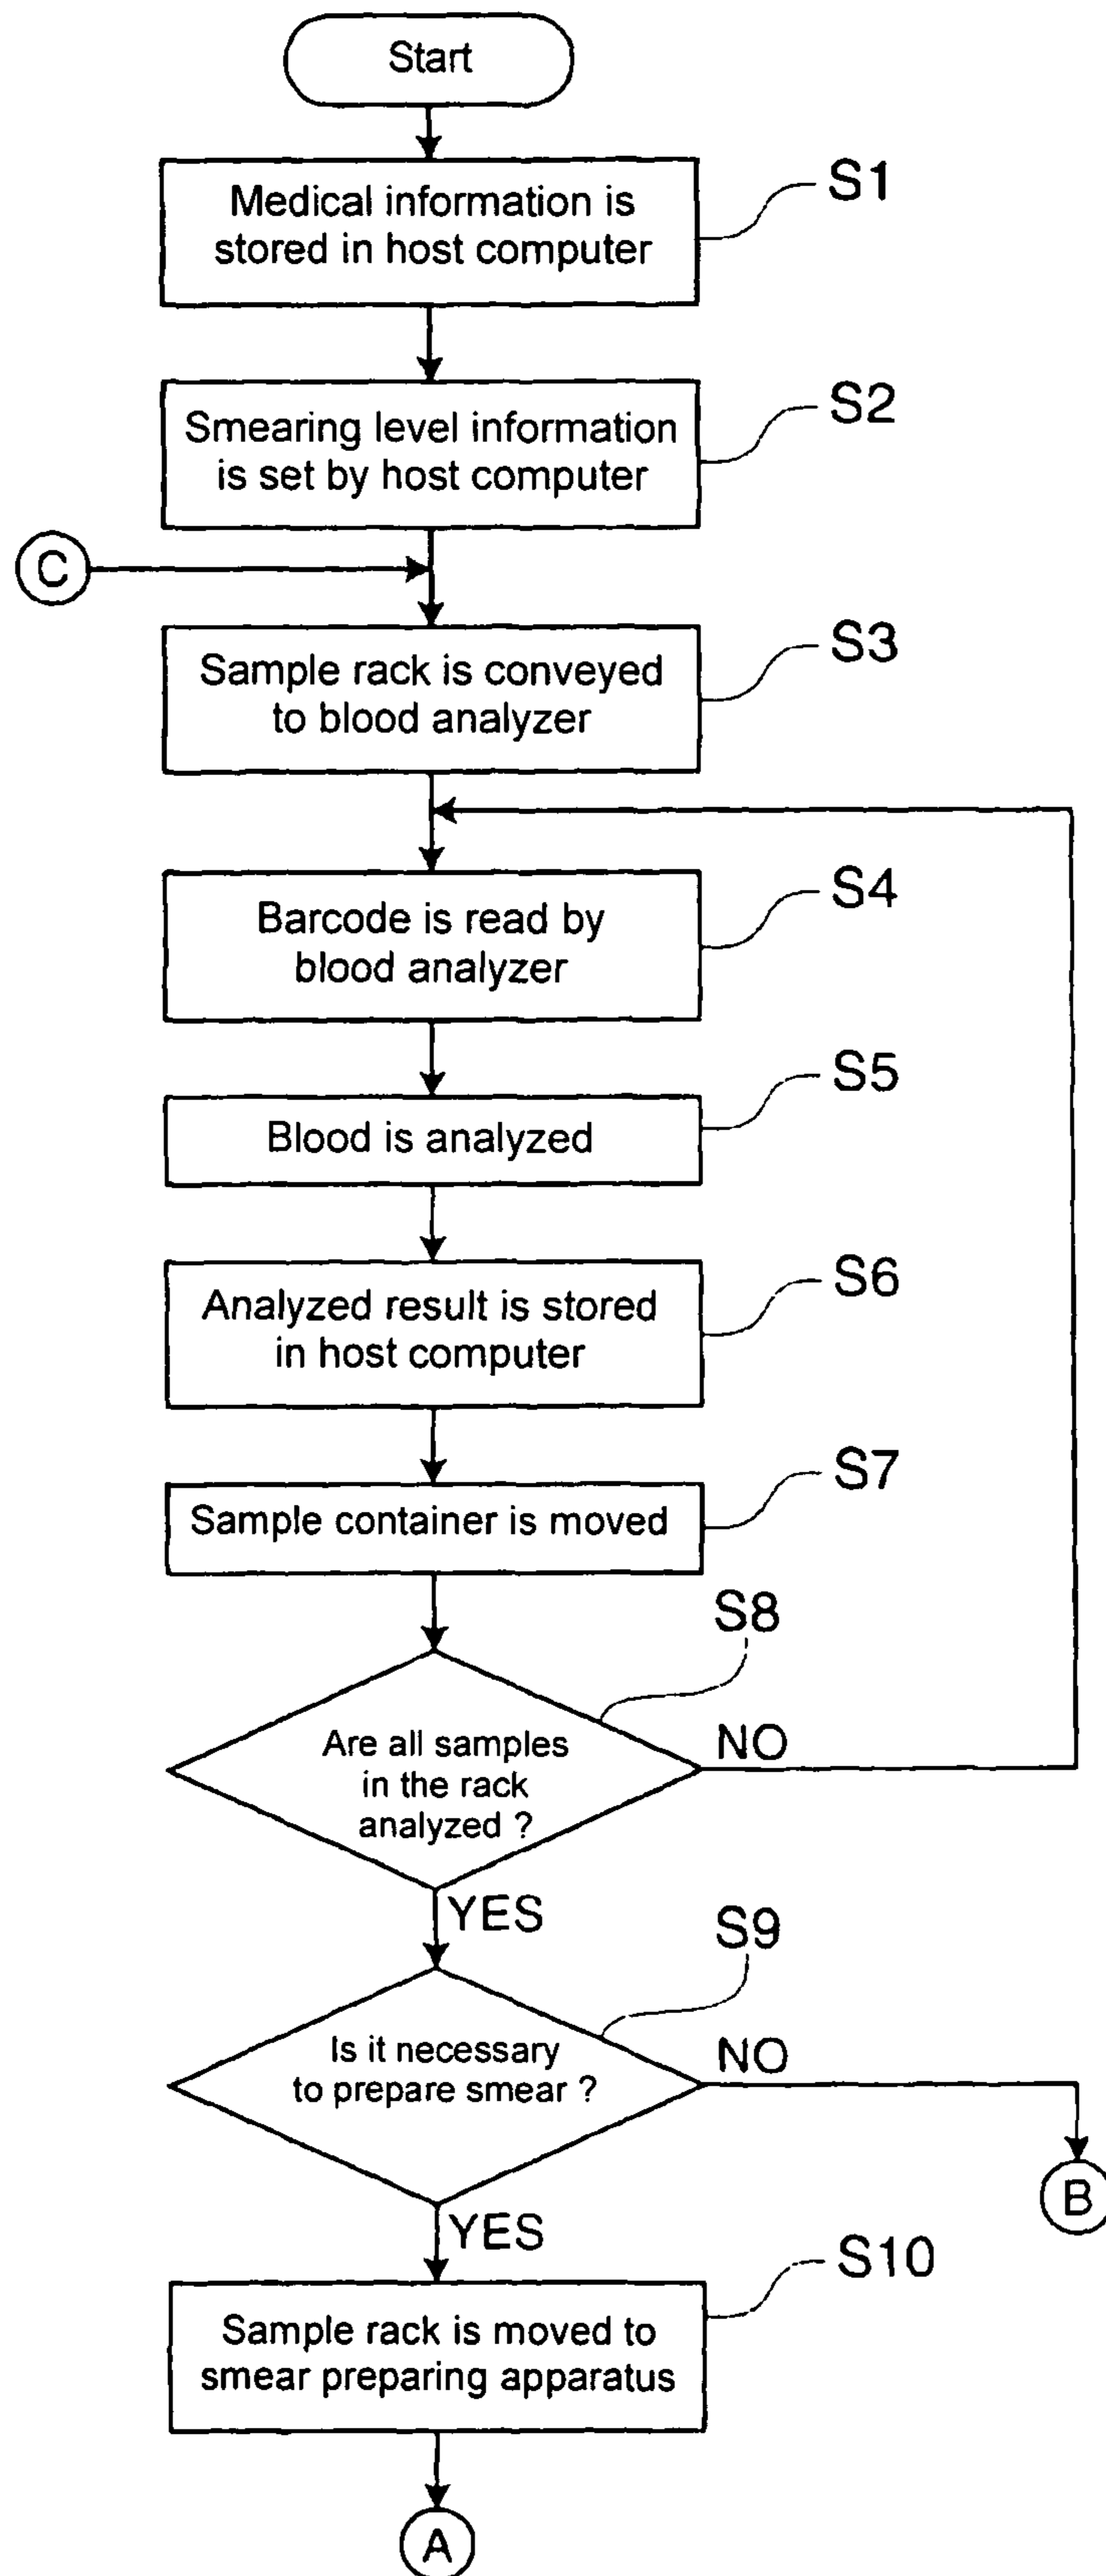 Start
Medical information is
stored in host computer
S1
Smearing level information
is set by host computer
S2
C
Sample rack is conveyed
to blood analyzer
S3
Barcode is read by
blood analyzer
S4
Blood is analyzed
S5
Analyzed result is stored
in host computer
S6
Sample container is moved
S7
S8
Are all samples
in the rack
analyzed ?
NO
YES
S9
Is it necessary
to prepare smear ?
NO
B
YES
S10
Sample rack is moved to
smear preparing apparatus
A